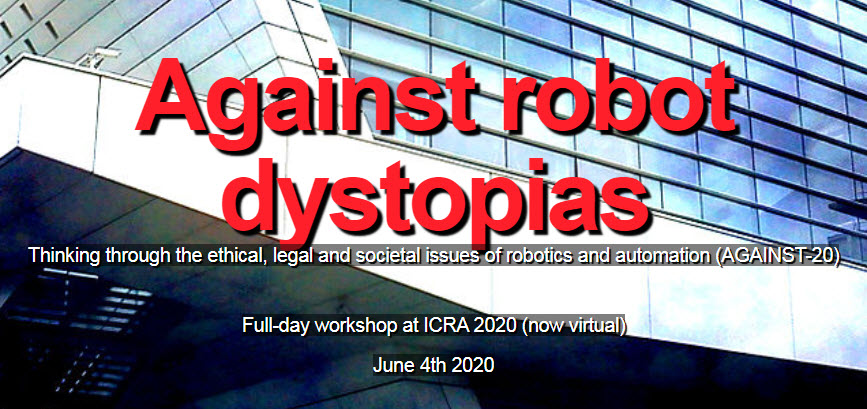 Against robot
dystopias
Thinking through the ethical, legal and societal issues of robotics and automation (AGAINST-20)
Full-day workshop at ICRA 2020 (now virtual)
June 4th 2020